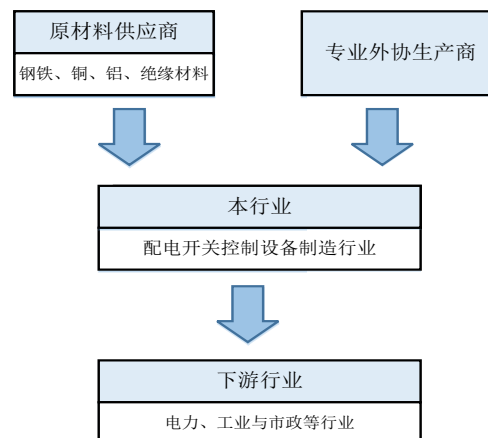 原材料供应商
钢铁、铜、铝、绝缘材料
专业外协生产商
本行业
配电开关控制设备制造行业
下游行业
电力、工业与市政等行业